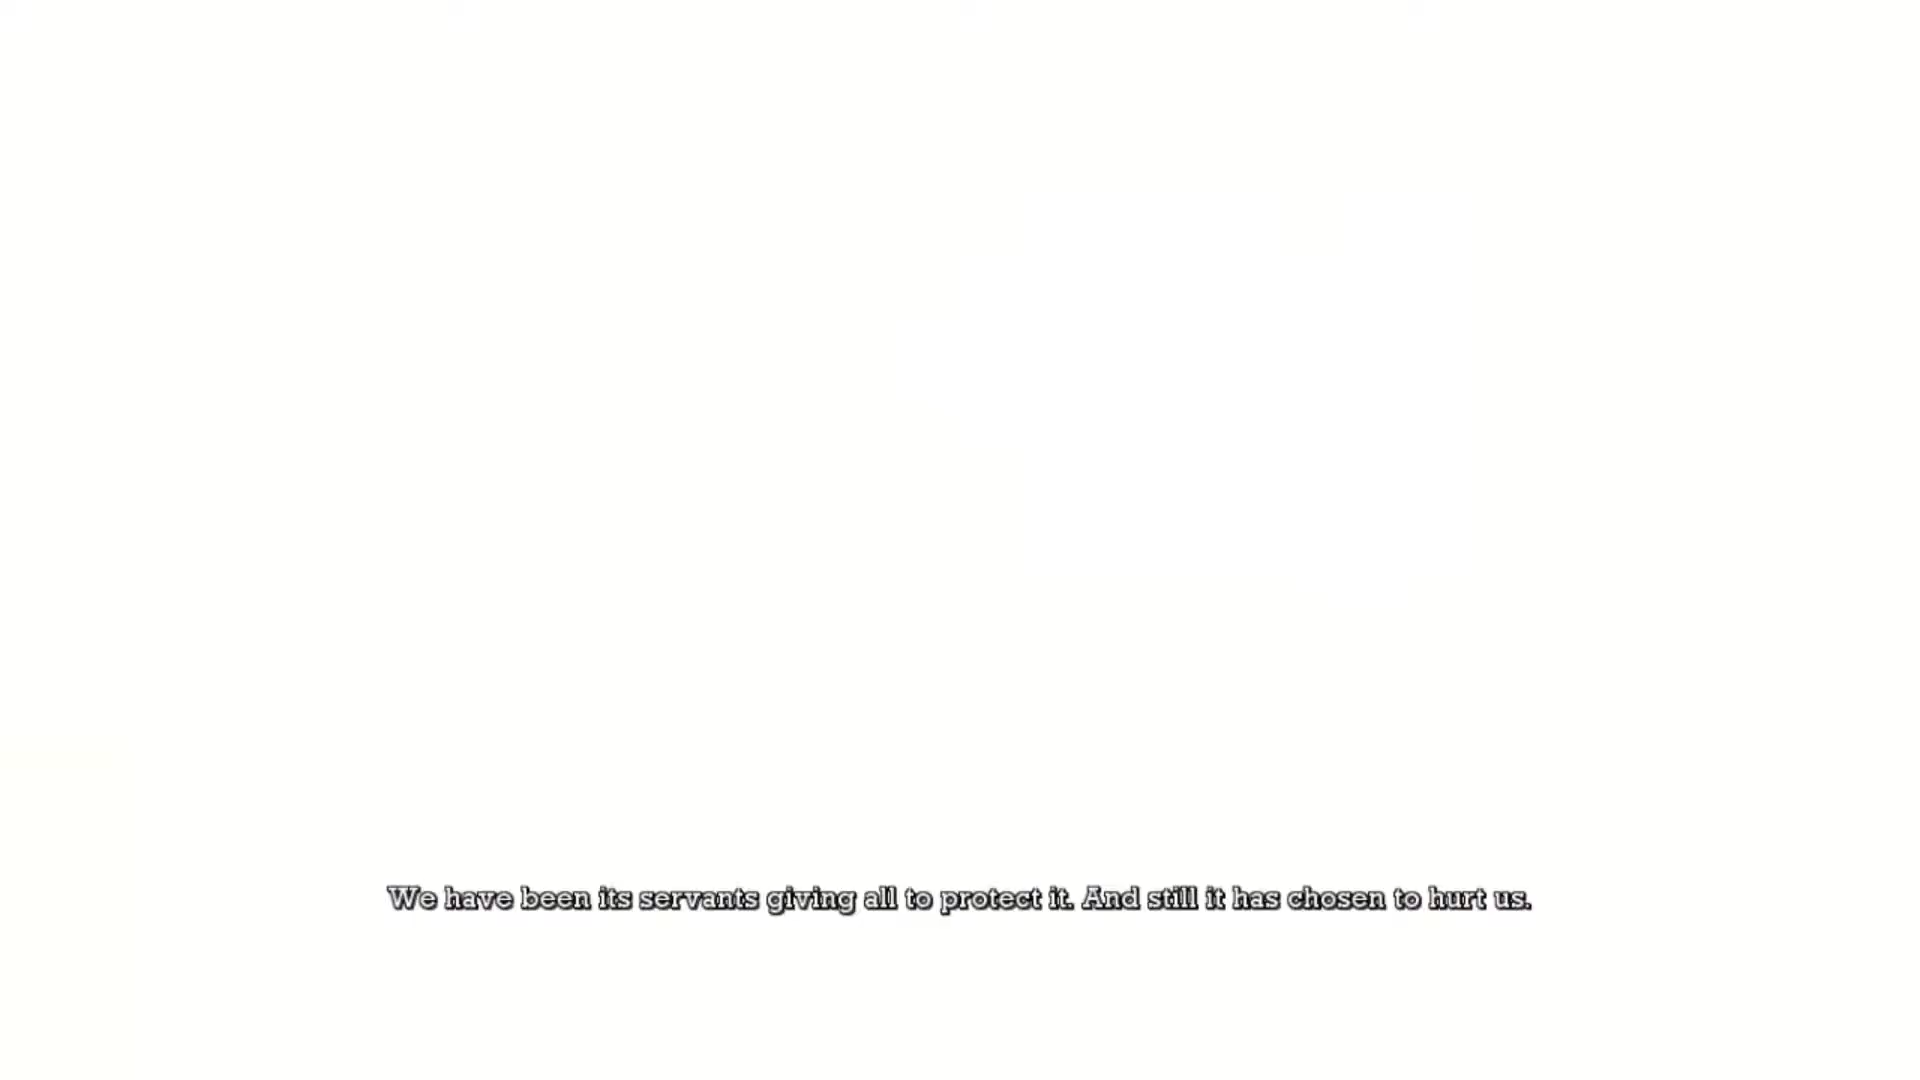 We have been its servants giving all to protect it. And still it has chosen to hurt us.